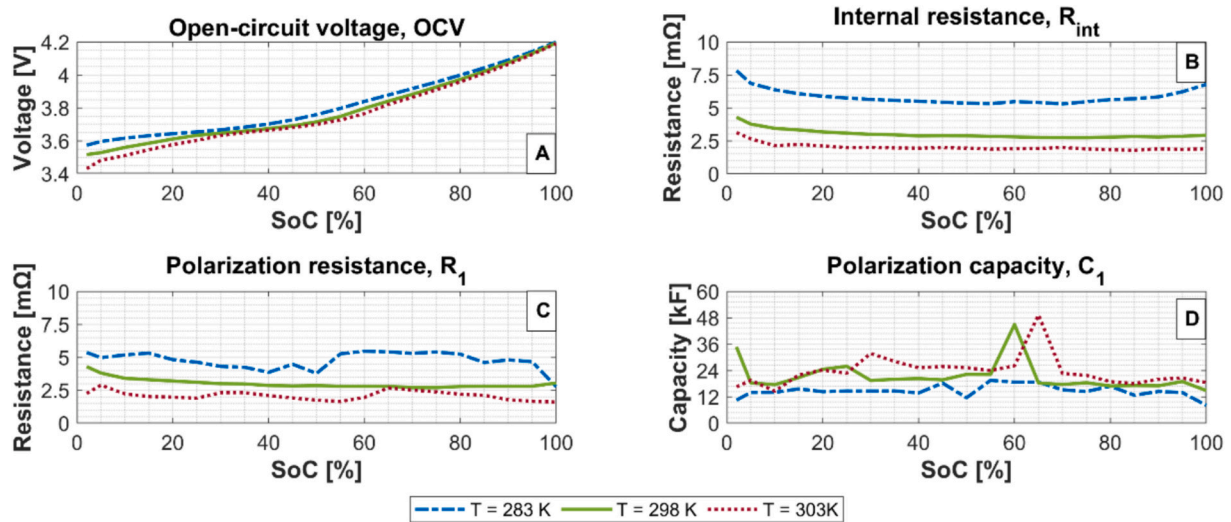 Open-circuit voltage, OCV
Voltage [V]
4.2
4
3.8
3.6
3.4
A
0 20 40 60 80 100
SoC [%]
Internal resistance, R_int
Resistance [mΩ]
10
7.5
5
2.5
0
B
0 20 40 60 80 100
SoC [%]
Polarization resistance, R_1
Resistance [mΩ]
10
7.5
5
2.5
0
C
0 20 40 60 80 100
SoC [%]
Polarization capacity, C_1
Capacity [kF]
60
48
36
24
12
0
D
0 20 40 60 80 100
SoC [%]
T = 283 K T = 298 K T = 303K